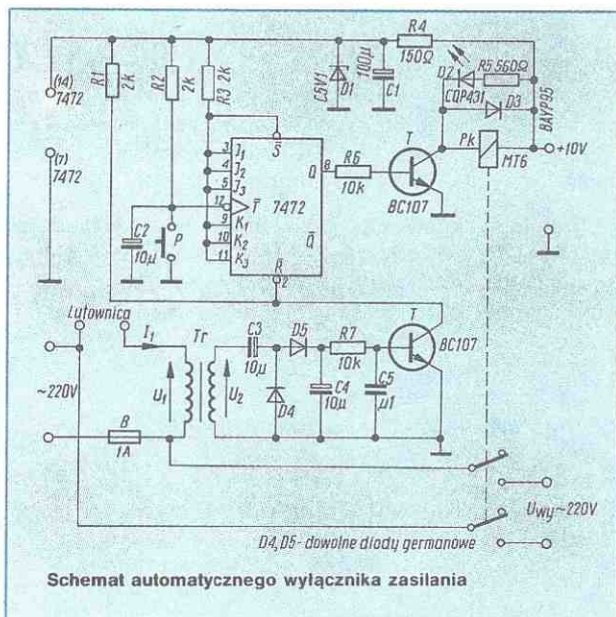 (14)
7472
(7)
7472
R1
2k
R2
2k
R3
2k
C5V1
D1
100µ
C1
R4
150Ω
D2
CQP431
R5 560Ω
D3
BAYP95
Pk
MT6
+10V
S̄
3 J₁
4 J₂
5 J₃
12 T̄
9 K₁
10 K₂
11 K₃
7472
Q 8
Q̄
R̄
2
R6
10k
T
BC107
C2
10µ
P
Lutownica
I₁
Tr
~220V
U₁
U₂
B
1A
C3
10µ
D5
D4
C4
10µ
R7
10k
C5
µ1
T
BC107
Uwy~220V
D4, D5- dowolne diody germanowe
Schemat automatycznego wyłącznika zasilania